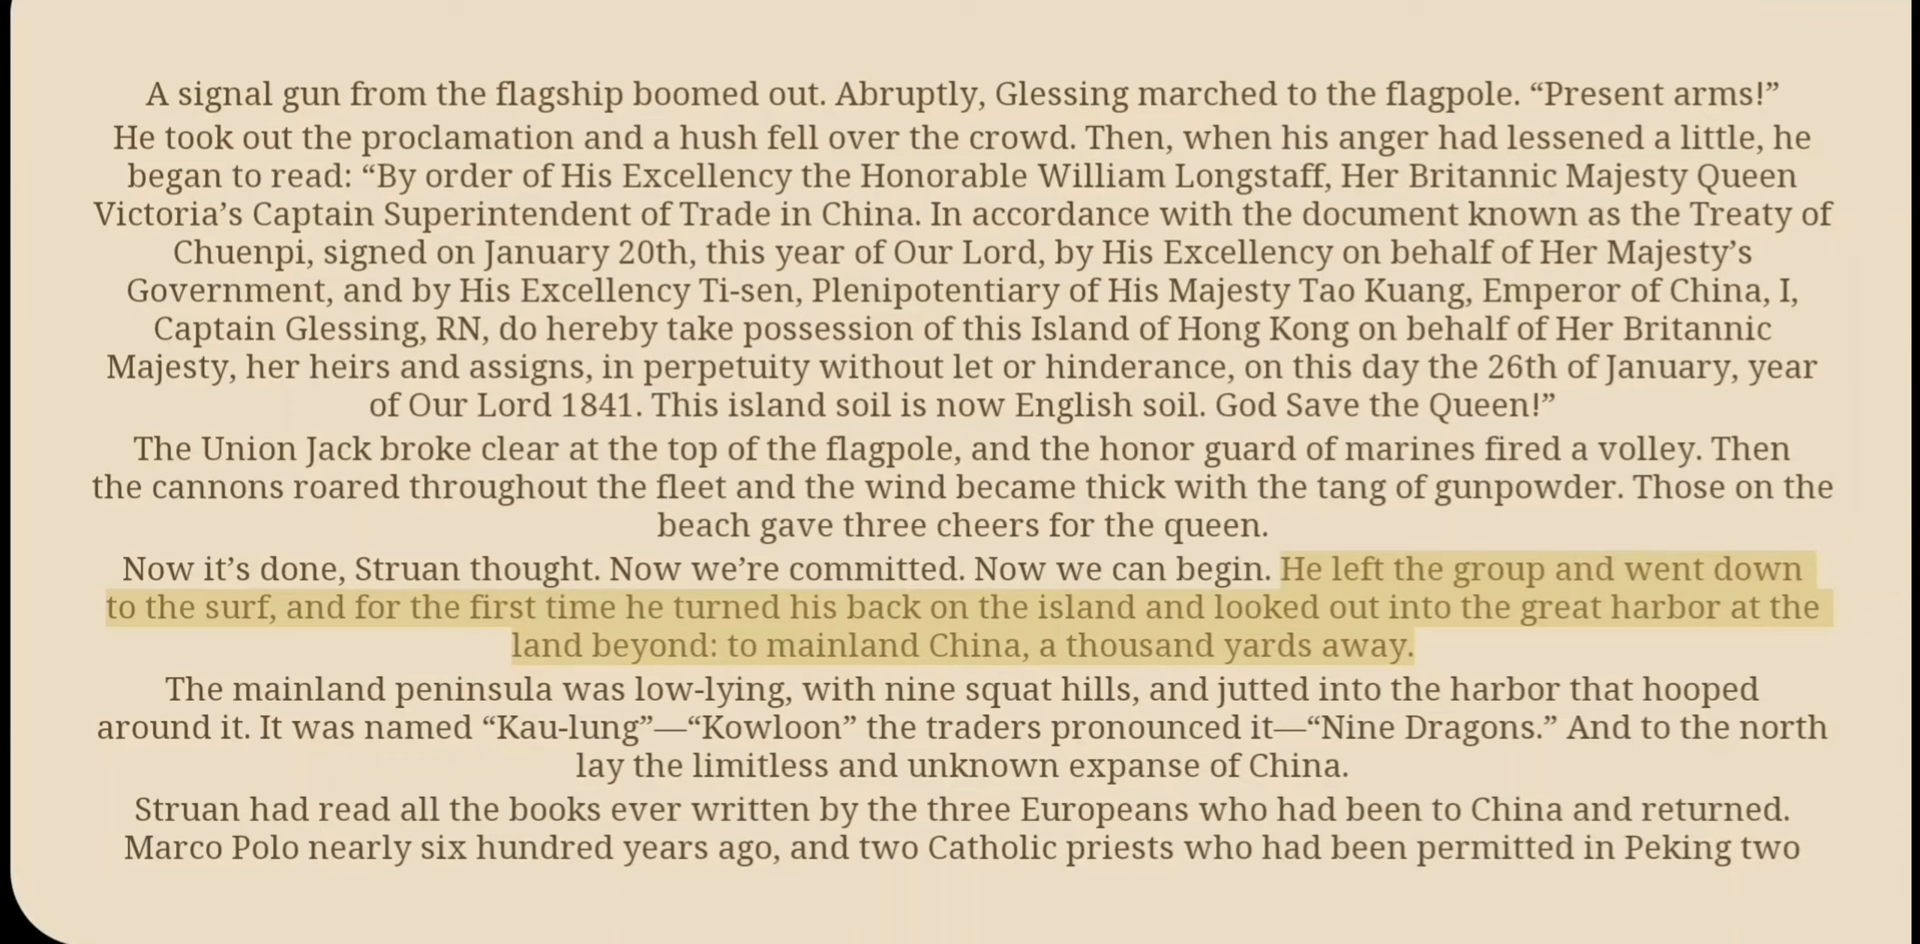 A signal gun from the flagship boomed out. Abruptly, Glessing marched to the flagpole. “Present arms!”
He took out the proclamation and a hush fell over the crowd. Then, when his anger had lessened a little, he
began to read: “By order of His Excellency the Honorable William Longstaff, Her Britannic Majesty Queen
Victoria’s Captain Superintendent of Trade in China. In accordance with the document known as the Treaty of
Chuenpi, signed on January 20th, this year of Our Lord, by His Excellency on behalf of Her Majesty’s
Government, and by His Excellency Ti-sen, Plenipotentiary of His Majesty Tao Kuang, Emperor of China, I,
Captain Glessing, RN, do hereby take possession of this Island of Hong Kong on behalf of Her Britannic
Majesty, her heirs and assigns, in perpetuity without let or hinderance, on this day the 26th of January, year
of Our Lord 1841. This island soil is now English soil. God Save the Queen!”
The Union Jack broke clear at the top of the flagpole, and the honor guard of marines fired a volley. Then
the cannons roared throughout the fleet and the wind became thick with the tang of gunpowder. Those on the
beach gave three cheers for the queen.
Now it’s done, Struan thought. Now we’re committed. Now we can begin. He left the group and went down
to the surf, and for the first time he turned his back on the island and looked out into the great harbor at the
land beyond: to mainland China, a thousand yards away.
The mainland peninsula was low-lying, with nine squat hills, and jutted into the harbor that hooped
around it. It was named “Kau-lung”—“Kowloon” the traders pronounced it—“Nine Dragons.” And to the north
lay the limitless and unknown expanse of China.
Struan had read all the books ever written by the three Europeans who had been to China and returned.
Marco Polo nearly six hundred years ago, and two Catholic priests who had been permitted in Peking two